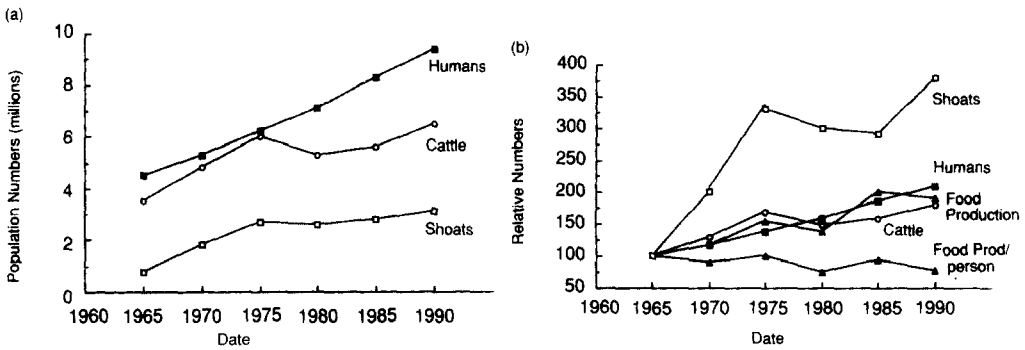 (a)
Population Numbers (millions)
10
8
6
4
2
0
1960 1965 1970 1975 1980 1985 1990
Date
Humans
Cattle
Shoats
(b)
Relative Numbers
400
350
300
250
200
150
100
50
1960 1965 1970 1975 1980 1985 1990
Date
Shoats
Humans
Food
Production
Cattle
Food Prod/
person